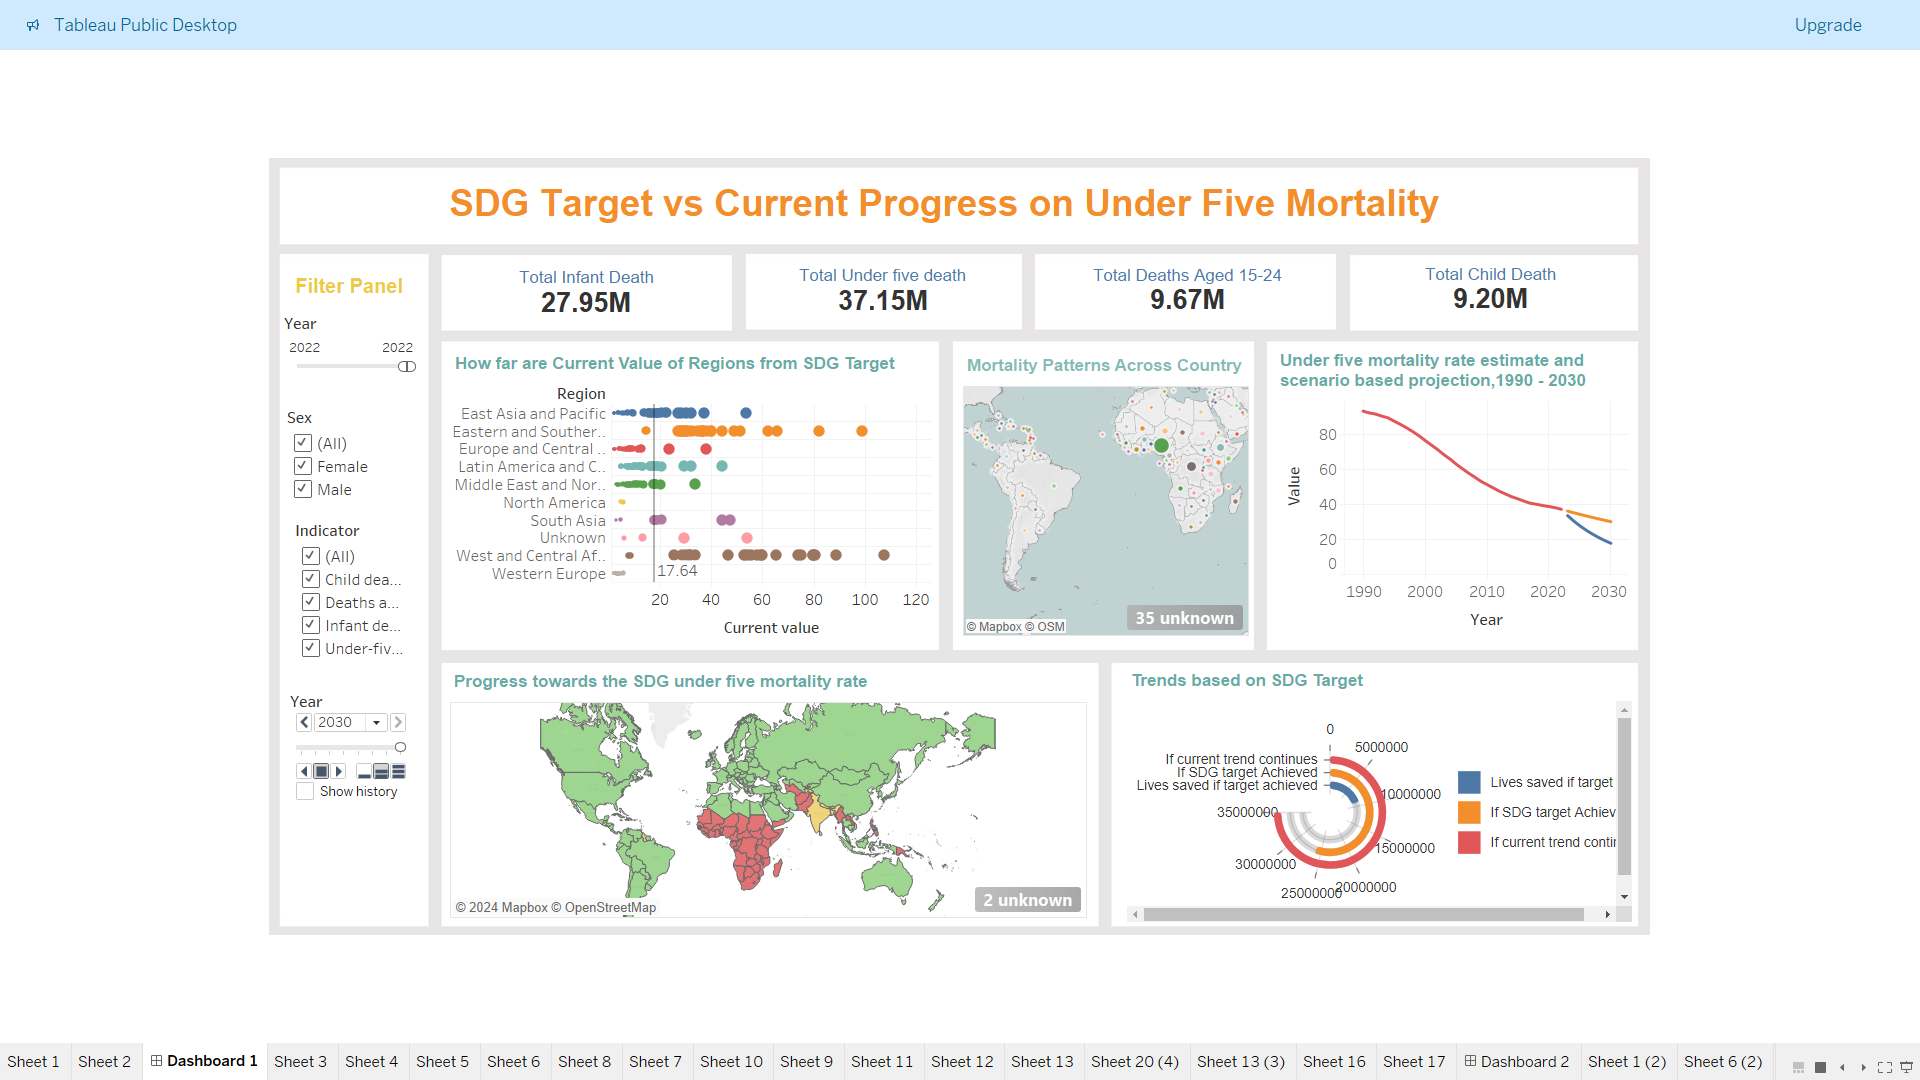 Tableau Public Desktop
Upgrade
SDG Target vs Current Progress on Under Five Mortality
Filter Panel
Year
2022 2022
Sex
(All)
Female
Male
Indicator
(All)
Child dea...
Deaths a...
Infant de...
Under-fiv...
Year
2030
Show history
Total Infant Death
27.95M
Total Under five death
37.15M
Total Deaths Aged 15-24
9.67M
Total Child Death
9.20M
How far are Current Value of Regions from SDG Target
Region
East Asia and Pacific
Eastern and Souther..
Europe and Central ..
Latin America and C..
Middle East and Nor..
North America
South Asia
Unknown
West and Central Af..
Western Europe
17.64
20 40 60 80 100 120
Current value
Mortality Patterns Across Country
35 unknown
© Mapbox © OSM
Under five mortality rate estimate and
scenario based projection,1990 - 2030
Value
80
60
40
20
0
1990 2000 2010 2020 2030
Year
Progress towards the SDG under five mortality rate
2 unknown
© 2024 Mapbox © OpenStreetMap
Trends based on SDG Target
0
5000000
10000000
15000000
20000000
25000000
30000000
35000000
If current trend continues
If SDG target Achieved
Lives saved if target achieved
Lives saved if target
If SDG target Achiev
If current trend contin
Sheet 1
Sheet 2
Dashboard 1
Sheet 3
Sheet 4
Sheet 5
Sheet 6
Sheet 8
Sheet 7
Sheet 10
Sheet 9
Sheet 11
Sheet 12
Sheet 13
Sheet 20 (4)
Sheet 13 (3)
Sheet 16
Sheet 17
Dashboard 2
Sheet 1 (2)
Sheet 6 (2)